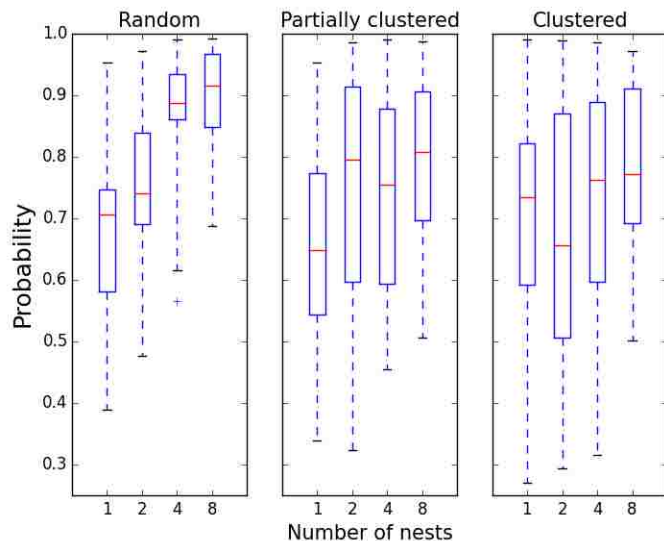 Random Partially clustered Clustered
1.0
0.9
0.8
0.7
0.6
0.5
0.4
0.3
Probability
1 2 4 8 1 2 4 8 1 2 4 8
Number of nests